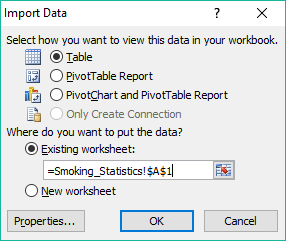 Import Data
Select how you want to view this data in your workbook.
Table
PivotTable Report
PivotChart and PivotTable Report
Only Create Connection
Where do you want to put the data?
Existing worksheet:
=Smoking_Statistics!$A$1
New worksheet
Properties... OK Cancel